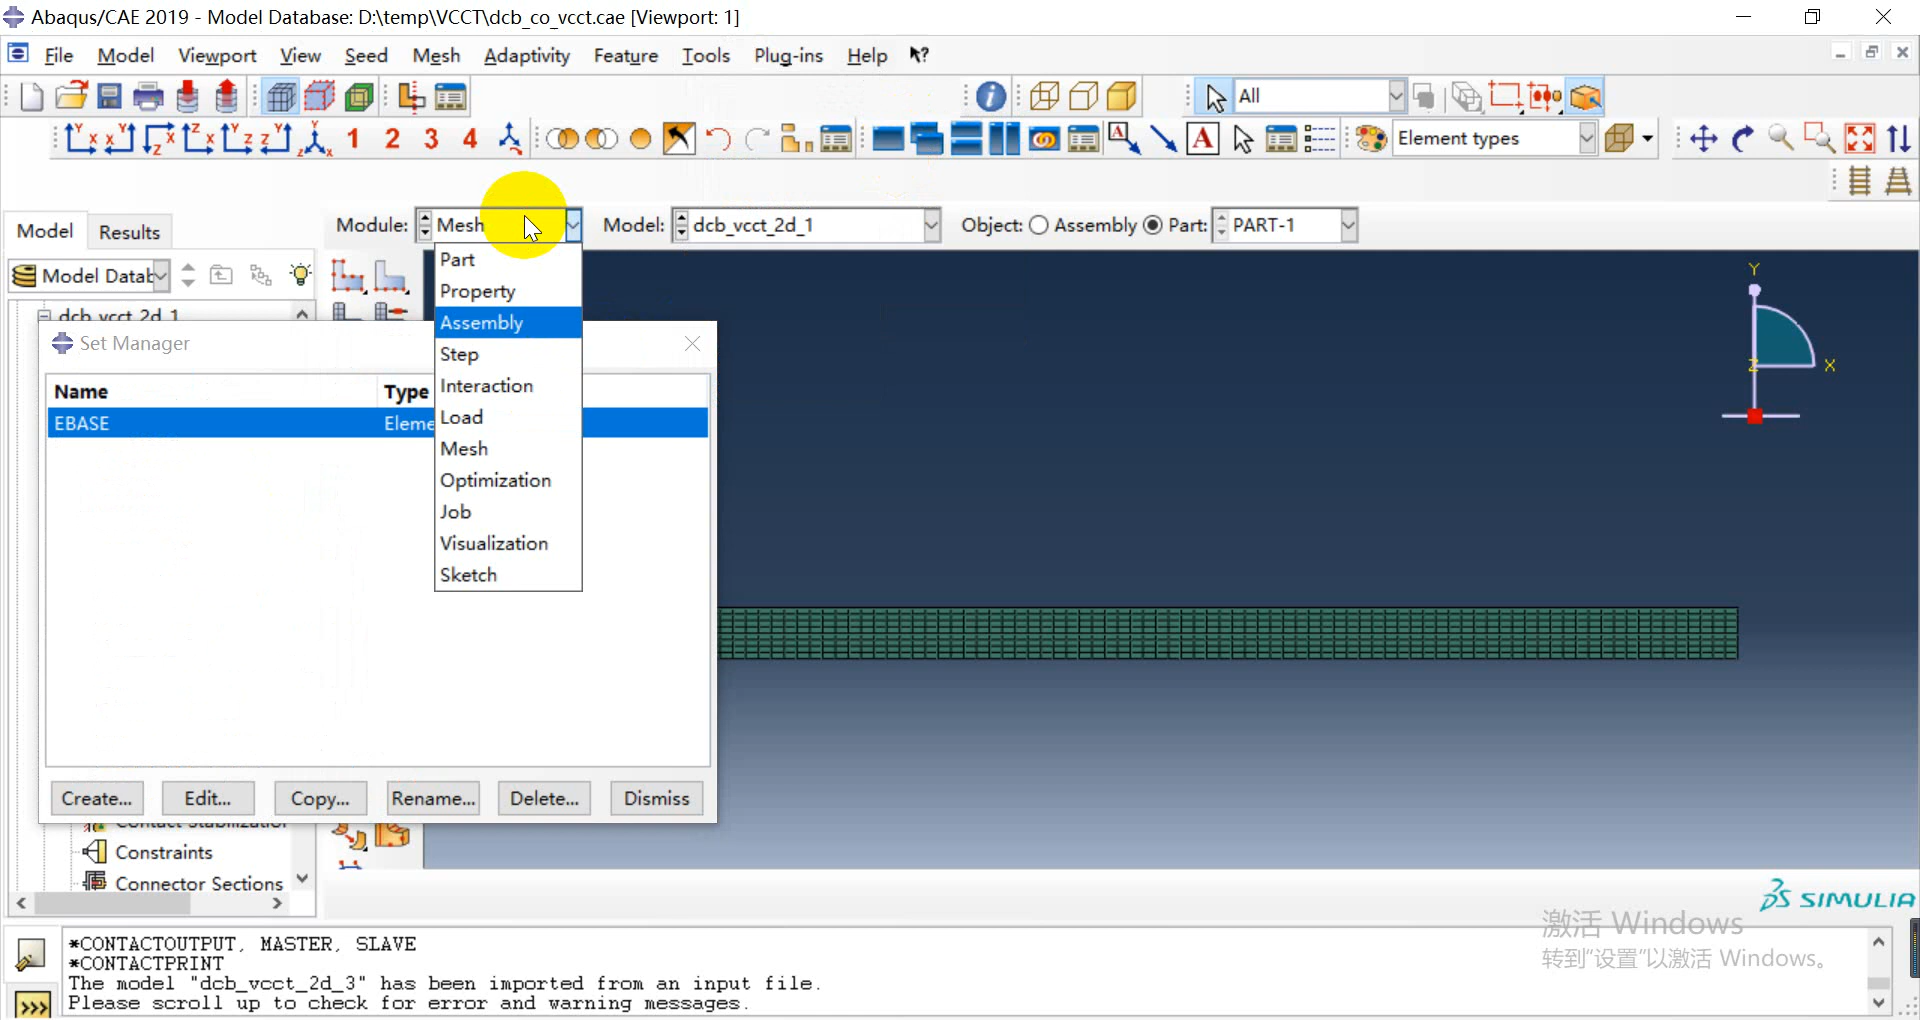 Abaqus/CAE 2019 - Model Database: D:\temp\VCCT\dcb_co_vcct.cae [Viewport: 1]
File Model Viewport View Seed Mesh Adaptivity Feature Tools Plug-ins Help
All
1 2 3 4
Element types
Model Results
Module: Mesh Model: dcb_vcct_2d_1 Object: Assembly Part: PART-1
Model Datab
dcb_vcct_2d_1
Part
Property
Assembly
Step
Interaction
Load
Mesh
Optimization
Job
Visualization
Sketch
Set Manager
Name Type
EBASE Eleme
Create... Edit... Copy... Rename... Delete... Dismiss
Contact Stabilization
Constraints
Connector Sections
Y
Z
X
SIMULIA
激活 Windows
转到"设置"以激活 Windows。
*CONTACTOUTPUT, MASTER, SLAVE
*CONTACTPRINT
The model "dcb_vcct_2d_3" has been imported from an input file.
Please scroll up to check for error and warning messages.